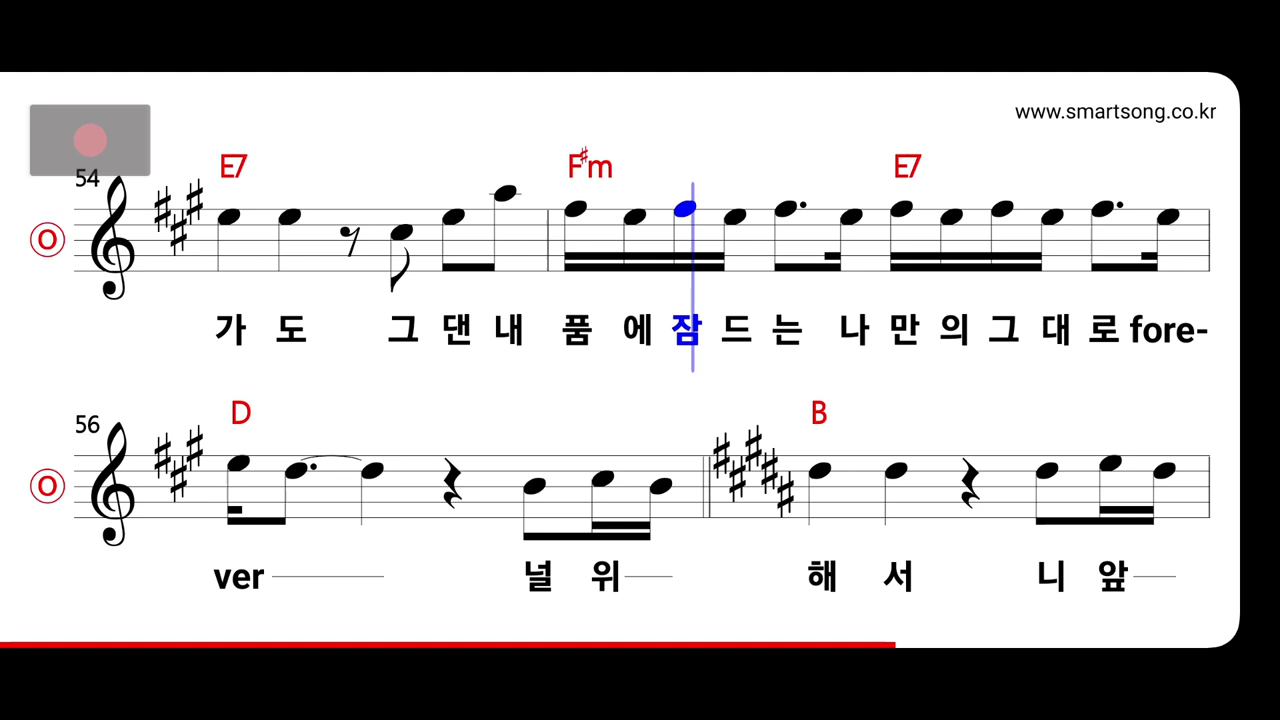 www.smartsong.co.kr
54
E7 F♯m E7
O
가 도 그 댄 내 품 에 잠 드 는 나 만 의 그 대 로 fore-
56
D B
O
ver 널 위 해 서 니 앞